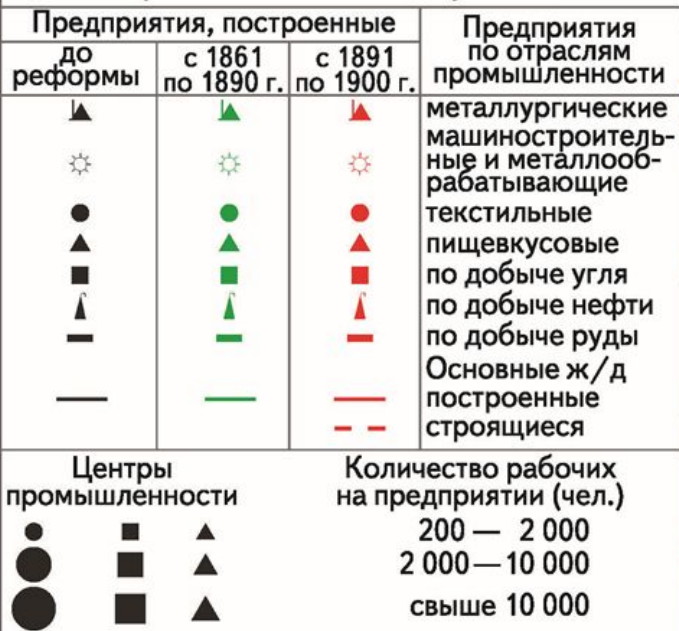 Предприятия, построенные
Предприятия
по отраслям
промышленности
до
реформы
с 1861
по 1890 г.
с 1891
по 1900 г.
металлургические
машиностроитель-
ные и металлооб-
рабатывающие
текстильные
пищевкусовые
по добыче угля
по добыче нефти
по добыче руды
Основные ж/д
построенные
строящиеся
Центры
промышленности
Количество рабочих
на предприятии (чел.)
200 — 2 000
2 000 — 10 000
свыше 10 000